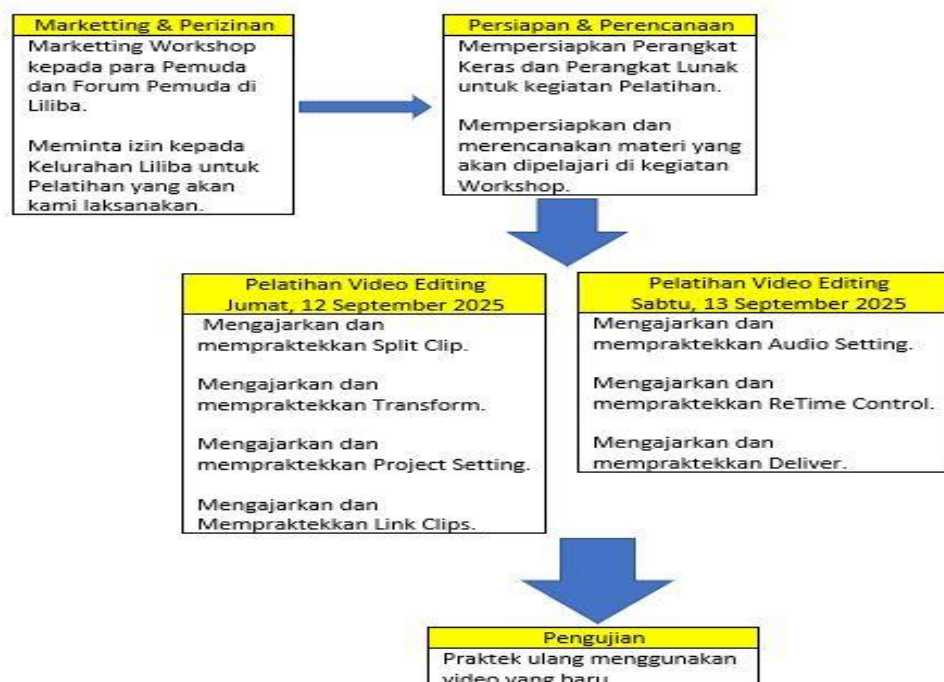 Marketting & Perizinan
Marketting Workshop
kepada para Pemuda
dan Forum Pemuda di
Liliba.
Meminta izin kepada
Kelurahan Liliba untuk
Pelatihan yang akan
kami laksanakan.
Persiapan & Perencanaan
Mempersiapkan Perangkat
Keras dan Perangkat Lunak
untuk kegiatan Pelatihan.
Mempersiapkan dan
merencanakan materi yang
akan dipelajari di kegiatan
Workshop.
Pelatihan Video Editing
Jumat, 12 September 2025
Mengajarkan dan
mempraktekkan Split Clip.
Mengajarkan dan
mempraktekkan Transform.
Mengajarkan dan
mempraktekkan Project Setting.
Mengajarkan dan
Mempraktekkan Link Clips.
Pelatihan Video Editing
Sabtu, 13 September 2025
Mengajarkan dan
mempraktekkan Audio Setting.
Mengajarkan dan
mempraktekkan ReTime Control.
Mengajarkan dan
mempraktekkan Deliver.
Pengujian
Praktek ulang menggunakan
video yang baru